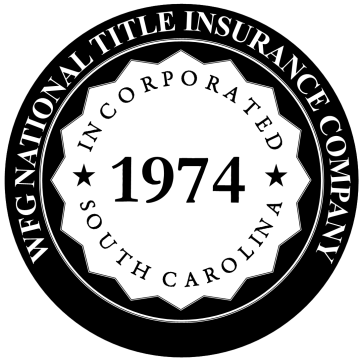 WFG NATIONAL TITLE INSURANCE COMPANY
INCORPORATED
1974
SOUTH CAROLINA